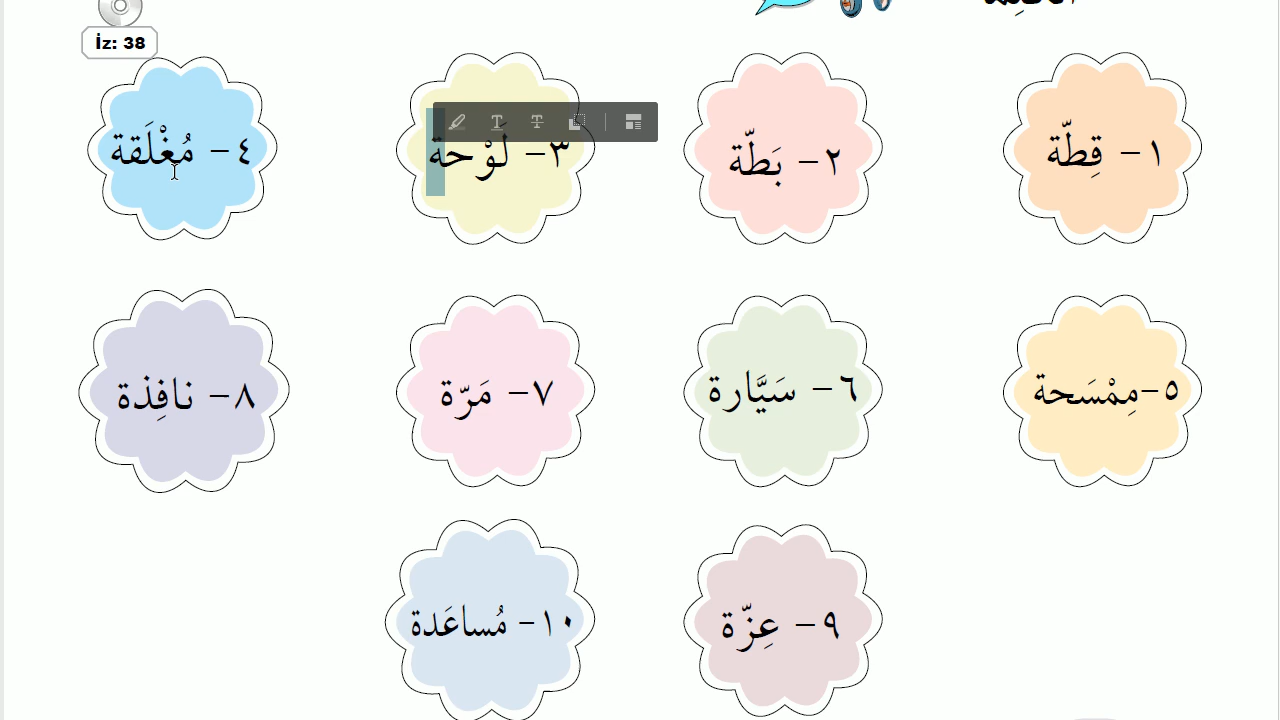 İz: 38
١- قِطّة
٢- بَطّة
٣- لَوْحة
٤- مُغْلَقة
٥-مِمْسَحة
٦- سَيَّارة
٧- مَرّة
٨- نافِذة
٩- عِزّة
١٠- مُساعَدة